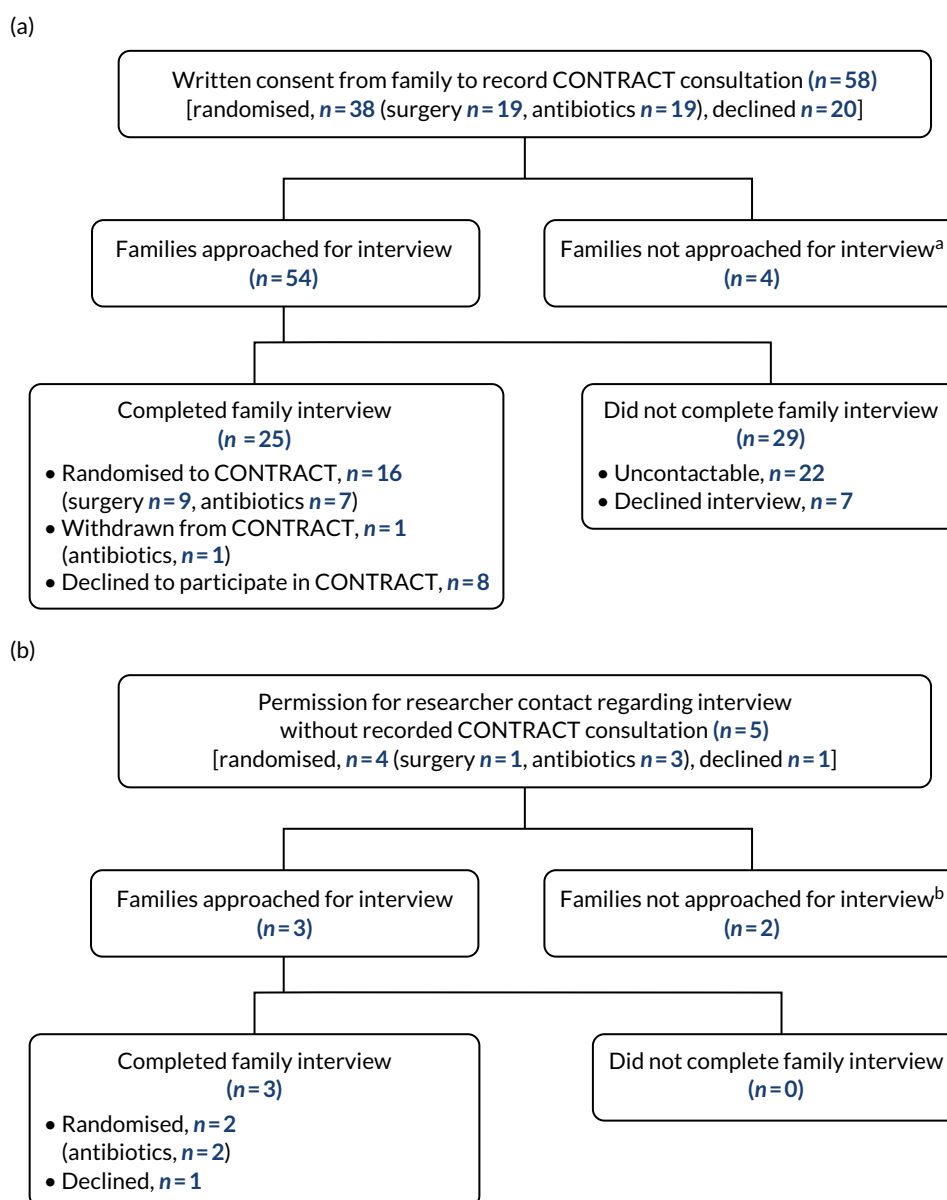 (a)
Written consent from family to record CONTRACT consultation (n=58)
[randomised, n=38 (surgery n=19, antibiotics n=19), declined n=20]
Families approached for interview
(n=54)
Families not approached for interviewᵃ
(n=4)
Completed family interview
(n =25)
• Randomised to CONTRACT, n=16
(surgery n=9, antibiotics n=7)
• Withdrawn from CONTRACT, n=1
(antibiotics, n=1)
• Declined to participate in CONTRACT, n=8
Did not complete family interview
(n=29)
• Uncontactable, n=22
• Declined interview, n=7
(b)
Permission for researcher contact regarding interview
without recorded CONTRACT consultation (n=5)
[randomised, n=4 (surgery n=1, antibiotics n=3), declined n=1]
Families approached for interview
(n=3)
Families not approached for interviewᵇ
(n=2)
Completed family interview
(n=3)
• Randomised, n=2
(antibiotics, n=2)
• Declined, n=1
Did not complete family interview
(n=0)